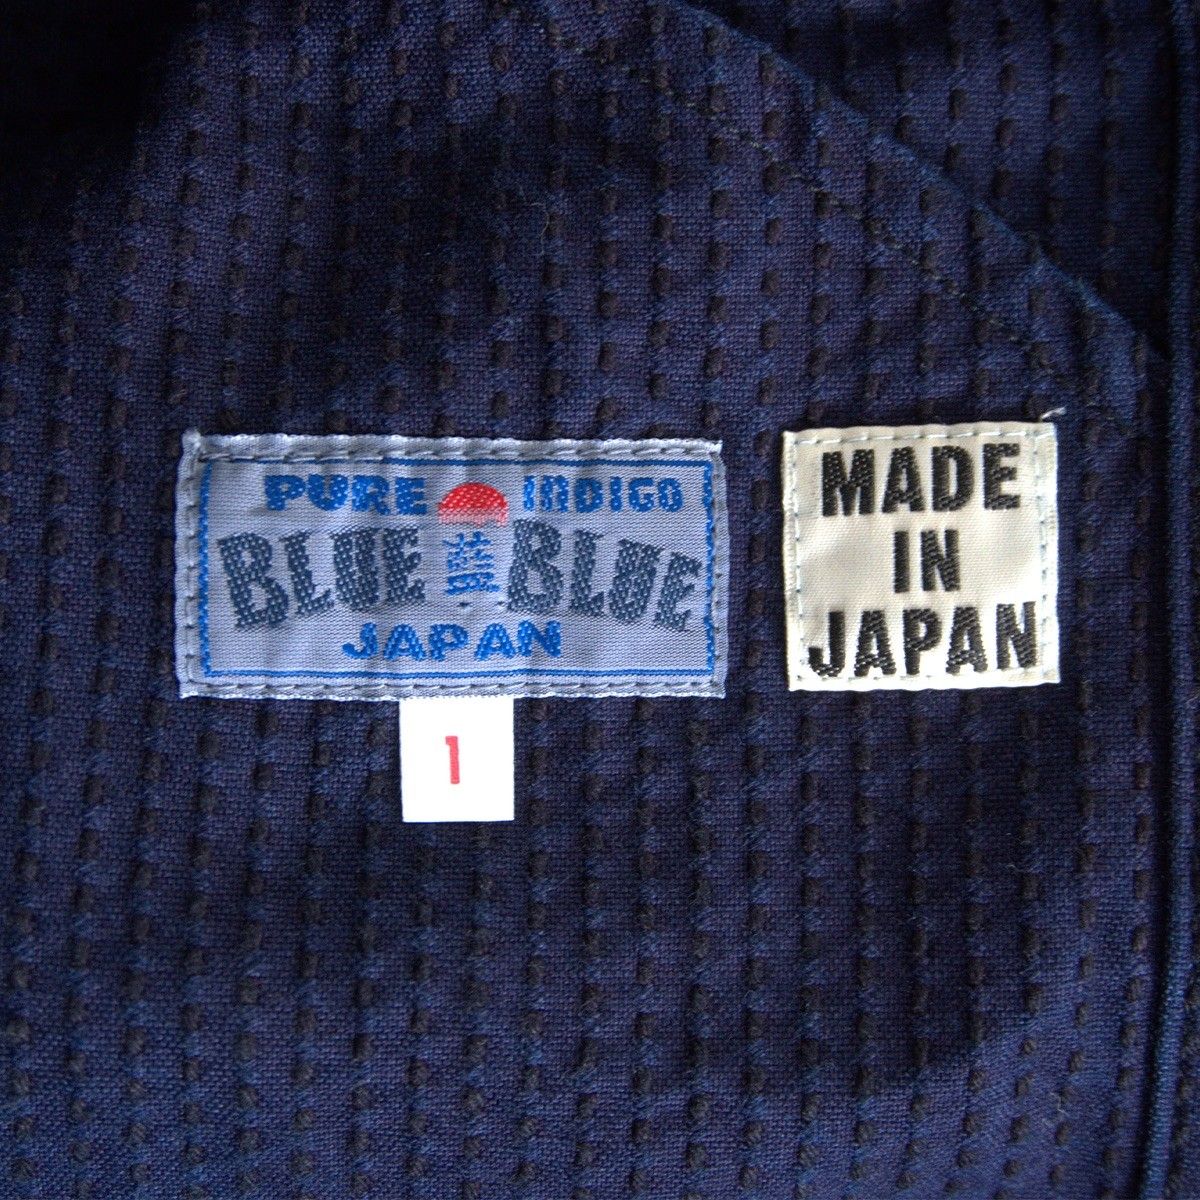 PURE INDIGO
BLUE 藍 BLUE
JAPAN
1
MADE
IN
JAPAN